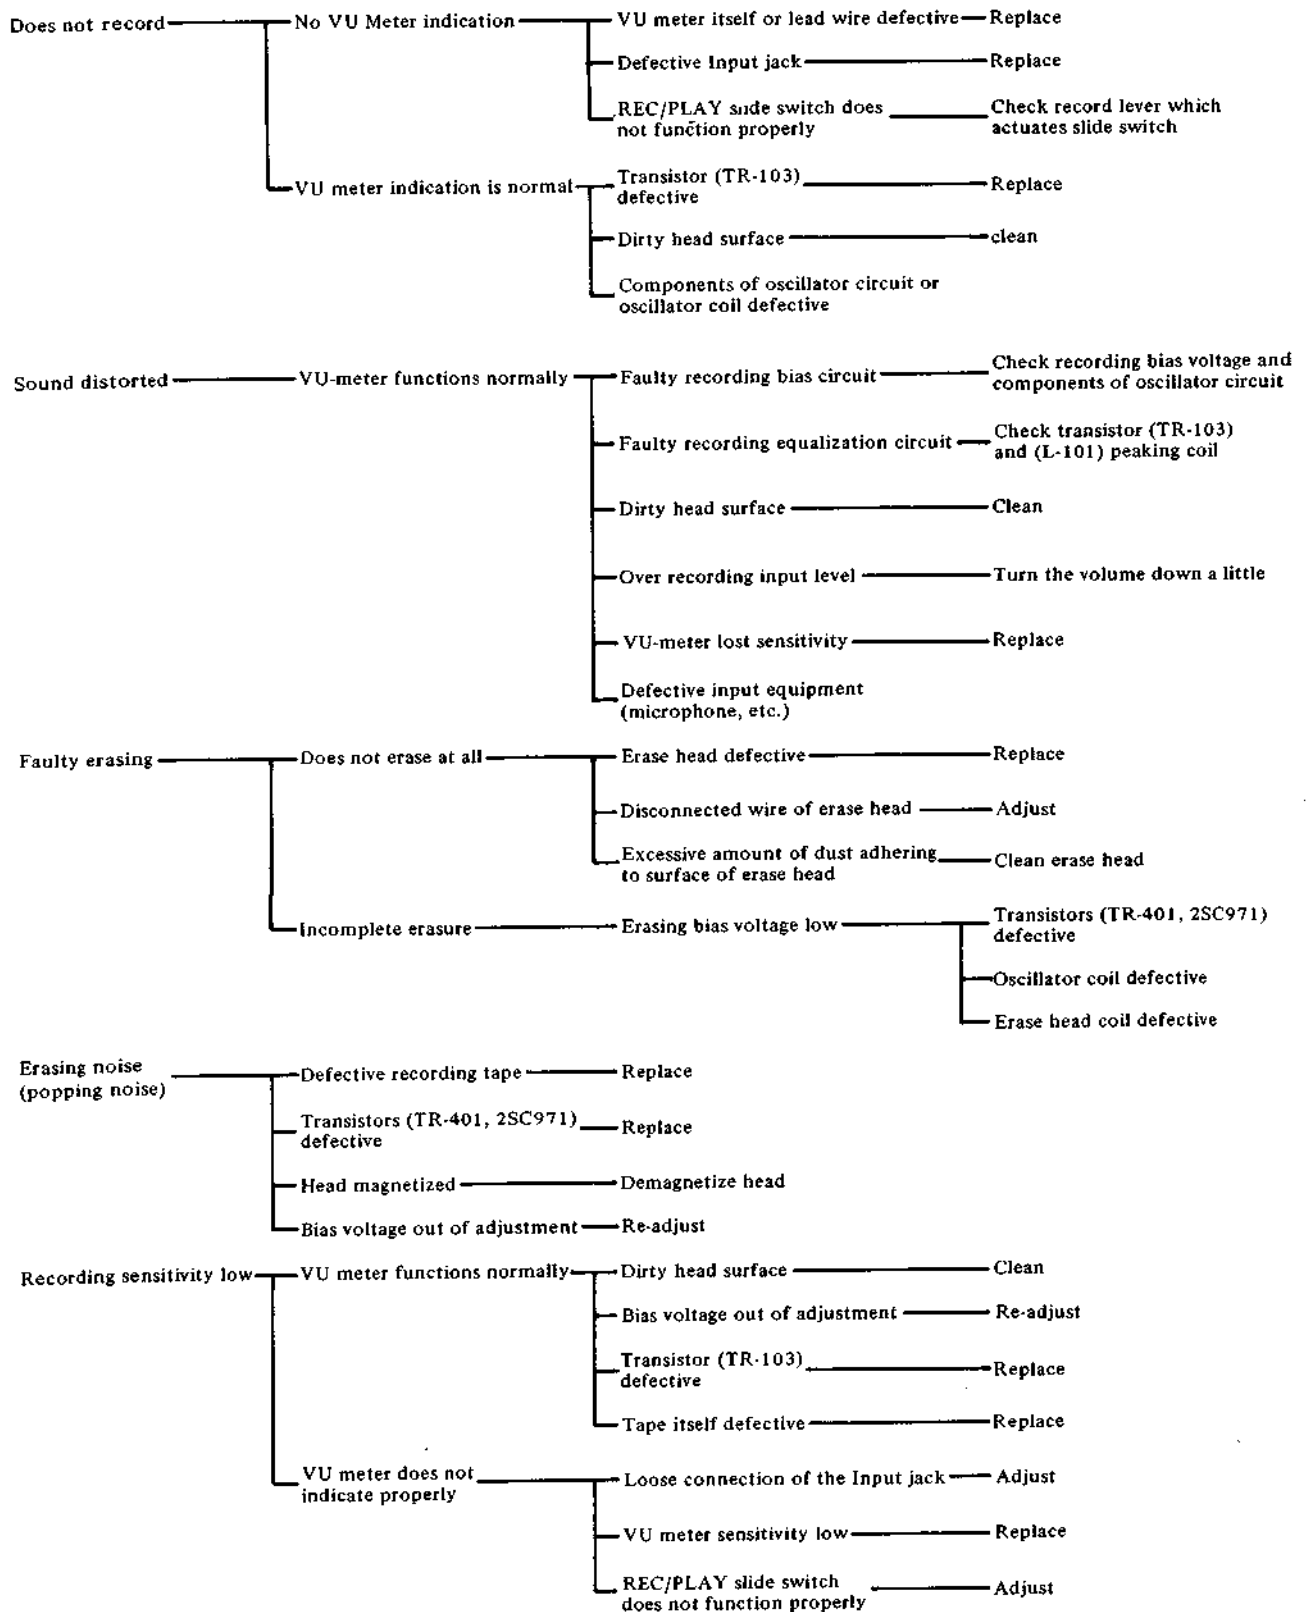 Does not record
No VU Meter indication
VU meter itself or lead wire defective
Replace
Defective Input jack
Replace
REC/PLAY slide switch does
not function properly
Check record lever which
actuates slide switch
VU meter indication is normal
Transistor (TR-103)
defective
Replace
Dirty head surface
clean
Components of oscillator circuit or
oscillator coil defective
Sound distorted
VU-meter functions normally
Faulty recording bias circuit
Check recording bias voltage and
components of oscillator circuit
Faulty recording equalization circuit
Check transistor (TR-103)
and (L-101) peaking coil
Dirty head surface
Clean
Over recording input level
Turn the volume down a little
VU-meter lost sensitivity
Replace
Defective input equipment
(microphone, etc.)
Faulty erasing
Does not erase at all
Erase head defective
Replace
Disconnected wire of erase head
Adjust
Excessive amount of dust adhering
to surface of erase head
Clean erase head
Incomplete erasure
Erasing bias voltage low
Transistors (TR-401, 2SC971)
defective
Oscillator coil defective
Erase head coil defective
Erasing noise
(popping noise)
Defective recording tape
Replace
Transistors (TR-401, 2SC971)
defective
Replace
Head magnetized
Demagnetize head
Bias voltage out of adjustment
Re-adjust
Recording sensitivity low
VU meter functions normally
Dirty head surface
Clean
Bias voltage out of adjustment
Re-adjust
Transistor (TR-103)
defective
Replace
Tape itself defective
Replace
VU meter does not
indicate properly
Loose connection of the Input jack
Adjust
VU meter sensitivity low
Replace
REC/PLAY slide switch
does not function properly
Adjust